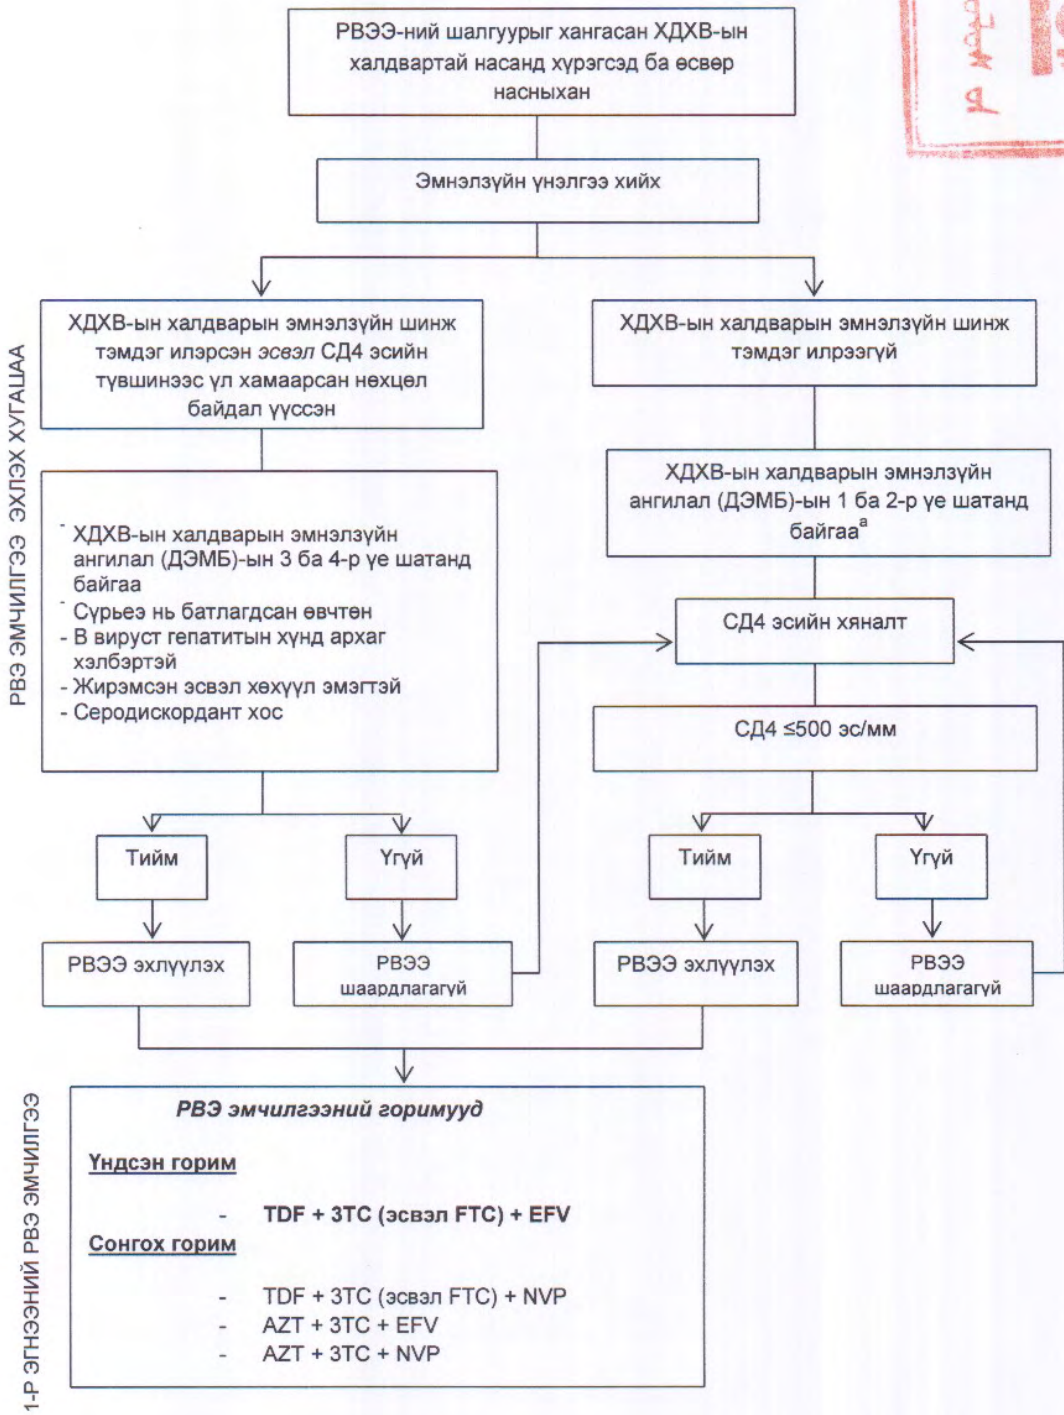 РВЭЭ-ний шалгуурыг хангасан ХДХВ-ын
халдвартай насанд хүрэгсэд ба өсвөр
насныхан
Эмнэлзүйн үнэлгээ хийх
РВЭ ЭМЧИЛГЭЭ ЭХЛЭХ ХУГАЦАА
ХДХВ-ын халдварын эмнэлзүйн шинж
тэмдэг илэрсэн эсвэл СД4 эсийн
түвшинээс үл хамаарсан нөхцөл
байдал үүссэн
ХДХВ-ын халдварын эмнэлзүйн шинж
тэмдэг илрээгүй
- ХДХВ-ын халдварын эмнэлзүйн
ангилал (ДЭМБ)-ын 3 ба 4-р үе шатанд
байгаа
- Сүрьеэ нь батлагдсан өвчтөн
- В вируст гепатитын хүнд архаг
хэлбэртэй
- Жирэмсэн эсвэл хөхүүл эмэгтэй
- Серодискордант хос
ХДХВ-ын халдварын эмнэлзүйн
ангилал (ДЭМБ)-ын 1 ба 2-р үе шатанд
байгааᵃ
СД4 эсийн хяналт
СД4 ≤500 эс/мм
Тийм
Үгүй
Тийм
Үгүй
РВЭЭ эхлүүлэх
РВЭЭ
шаардлагагүй
РВЭЭ эхлүүлэх
РВЭЭ
шаардлагагүй
1-Р ЭГНЭЭНИЙ РВЭ ЭМЧИЛГЭЭ
РВЭ эмчилгээний горимууд
Үндсэн горим
- TDF + 3TC (эсвэл FTC) + EFV
Сонгох горим
- TDF + 3TC (эсвэл FTC) + NVP
- AZT + 3TC + EFV
- AZT + 3TC + NVP